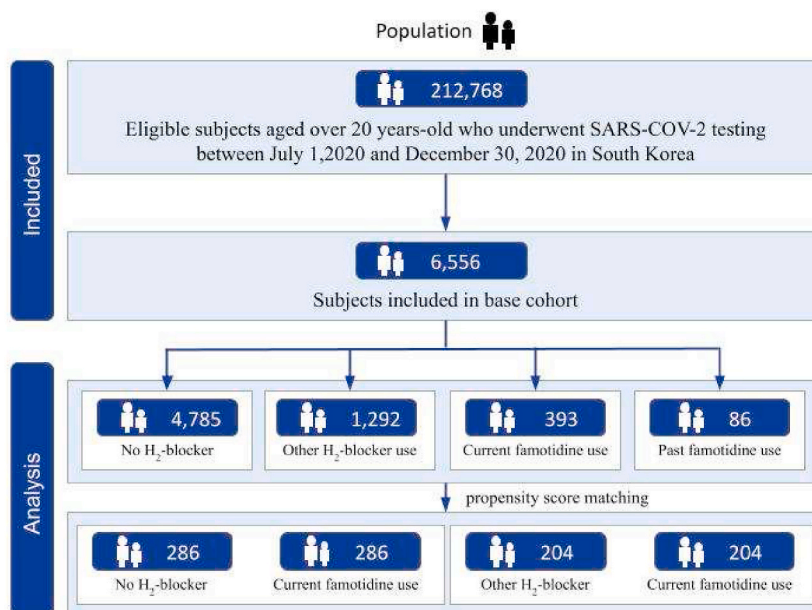 Population
Included
212,768
Eligible subjects aged over 20 years-old who underwent SARS-COV-2 testing
between July 1,2020 and December 30, 2020 in South Korea
6,556
Subjects included in base cohort
Analysis
4,785
No H₂-blocker
1,292
Other H₂-blocker use
393
Current famotidine use
86
Past famotidine use
propensity score matching
286
No H₂-blocker
286
Current famotidine use
204
Other H₂-blocker
204
Current famotidine use